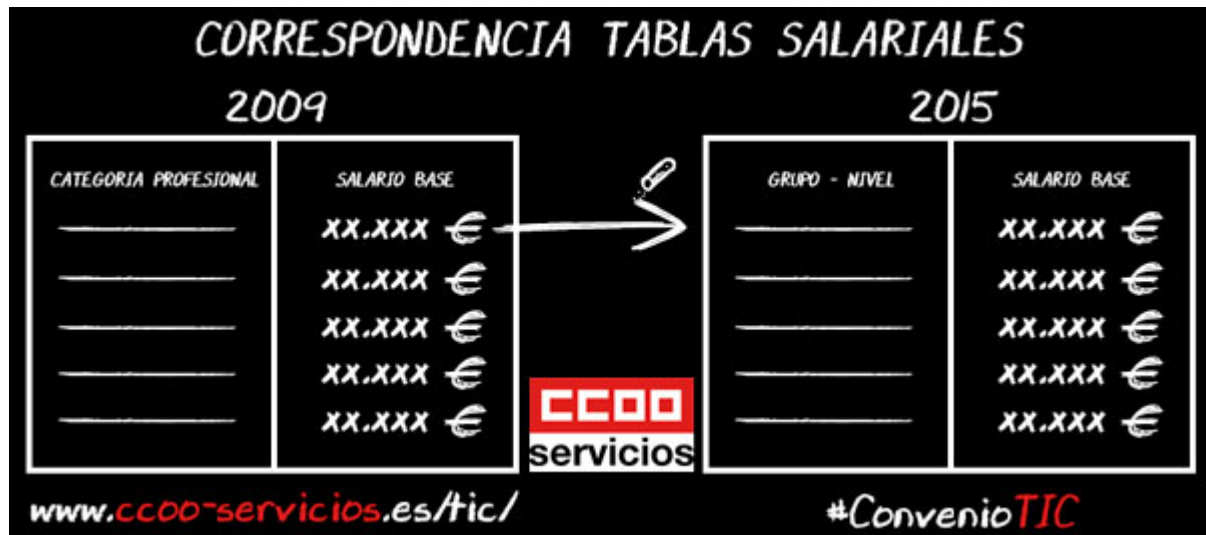 CORRESPONDENCIA TABLAS SALARIALES
2009
CATEGORIA PROFESIONAL SALARIO BASE
XX.XXX €
XX.XXX €
XX.XXX €
XX.XXX €
XX.XXX €
2015
GRUPO - NIVEL SALARIO BASE
XX.XXX €
XX.XXX €
XX.XXX €
XX.XXX €
XX.XXX €
CCOO
servicios
www.ccoo-servicios.es/tic/
#ConvenioTIC